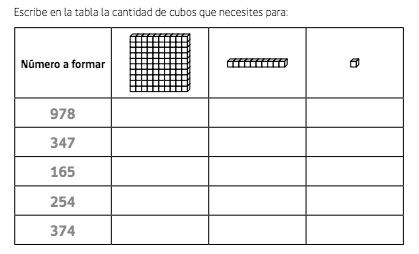 Escribe en la tabla la cantidad de cubos que necesites para:
Número a formar
978
347
165
254
374